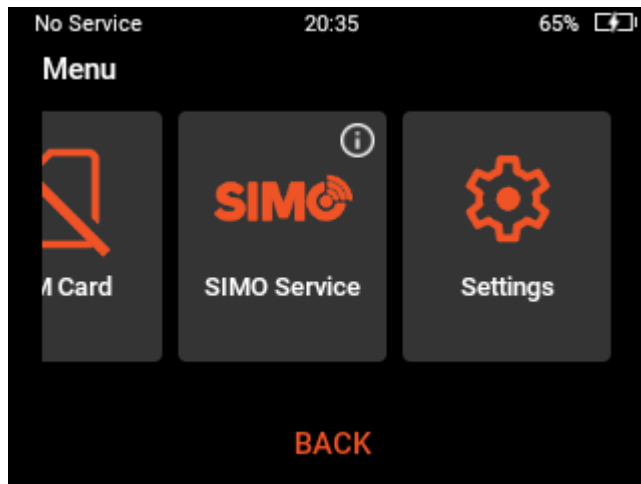 No Service 20:35 65%
Menu
SIMO
M Card SIMO Service Settings
BACK